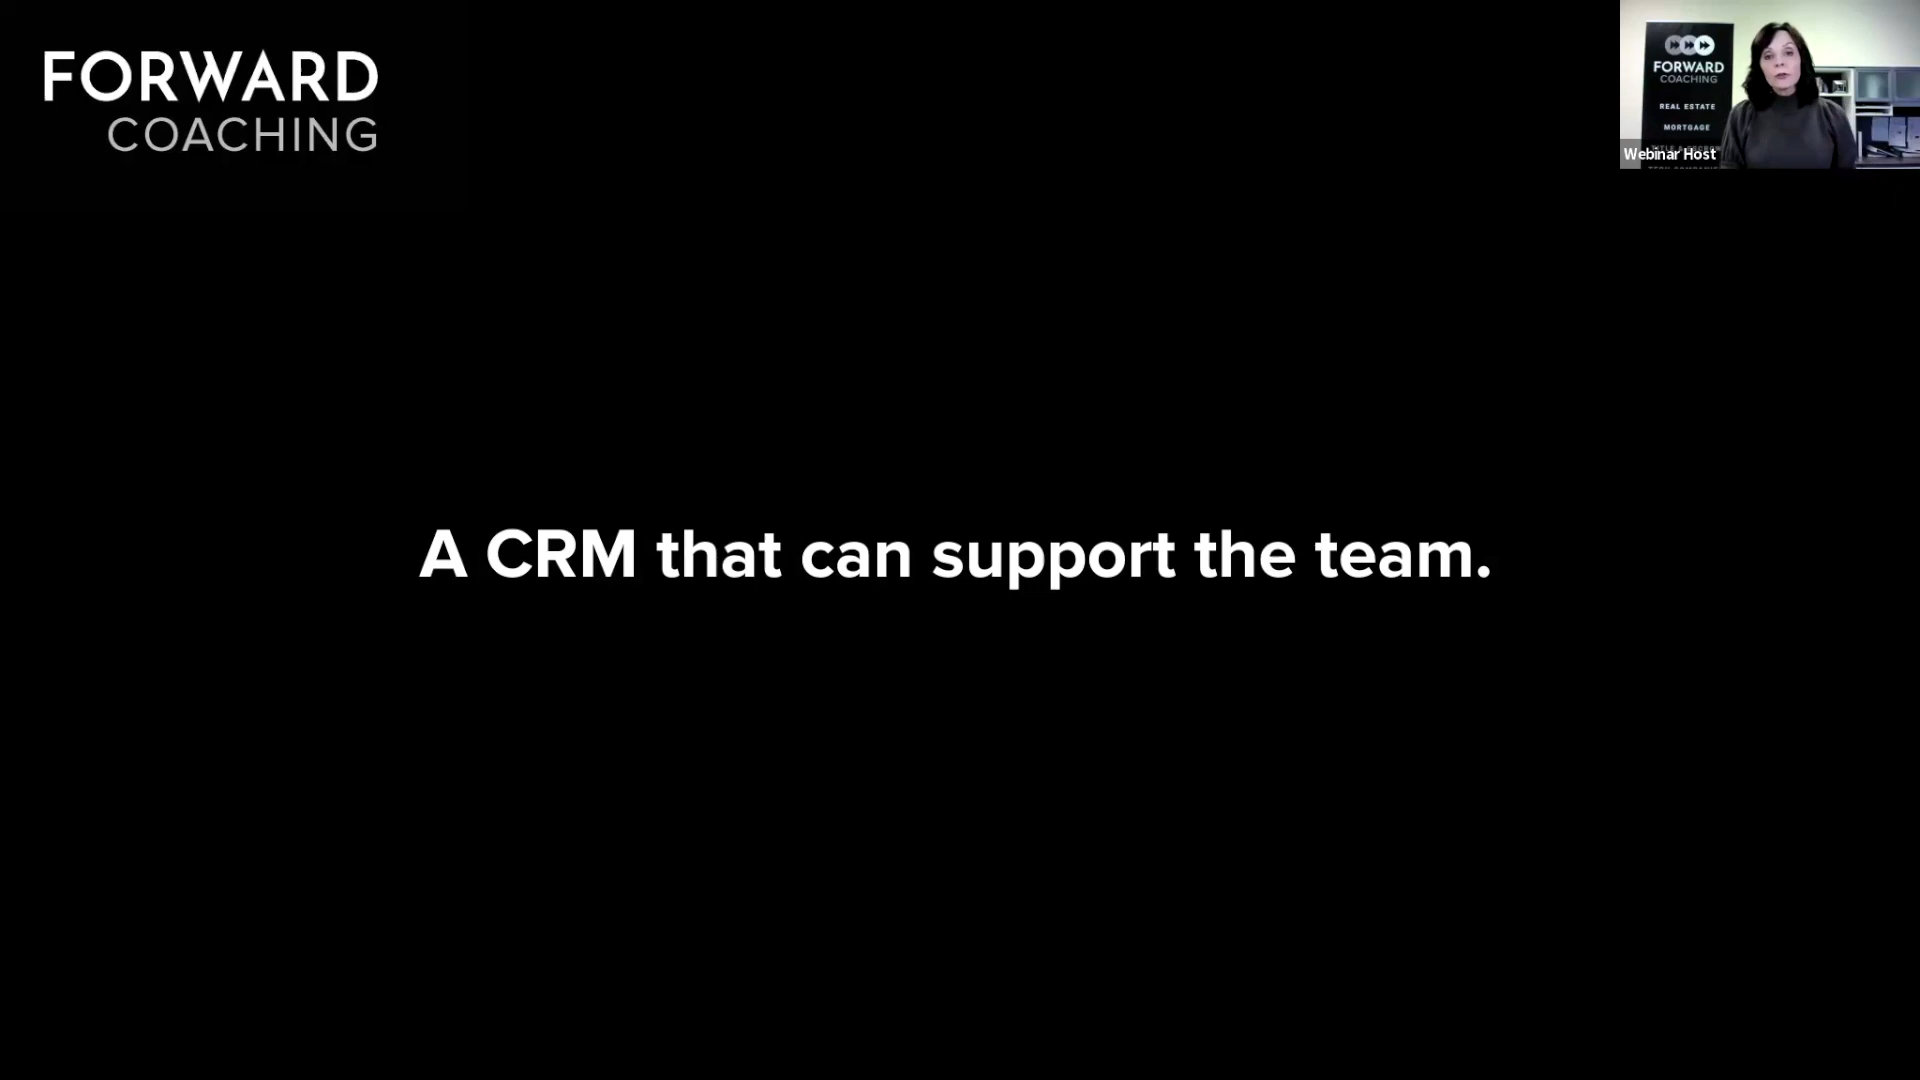 FORWARD
COACHING
FORWARD
COACHING
REAL ESTATE
MORTGAGE
Webinar Host
A CRM that can support the team.